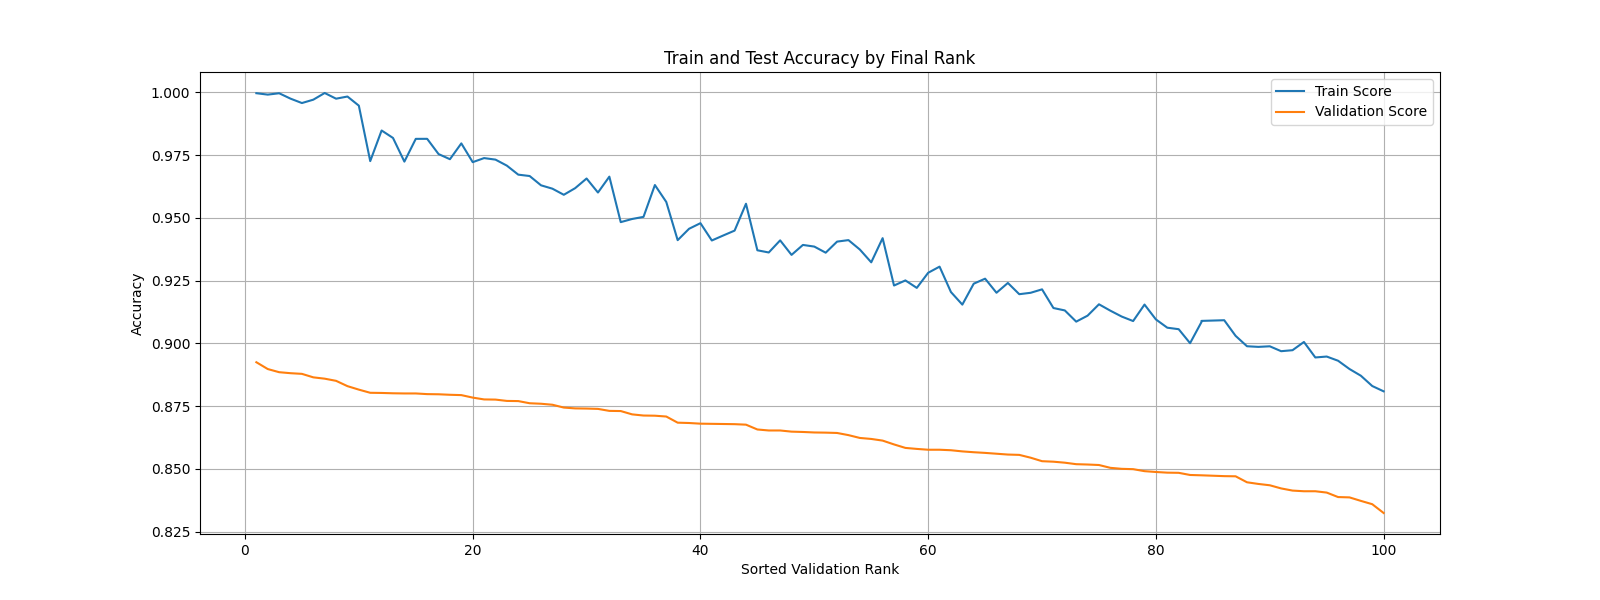 Train and Test Accuracy by Final Rank
Train Score
Validation Score
1.000
0.975
0.950
0.925
0.900
0.875
0.850
0.825
Accuracy
0 20 40 60 80 100
Sorted Validation Rank